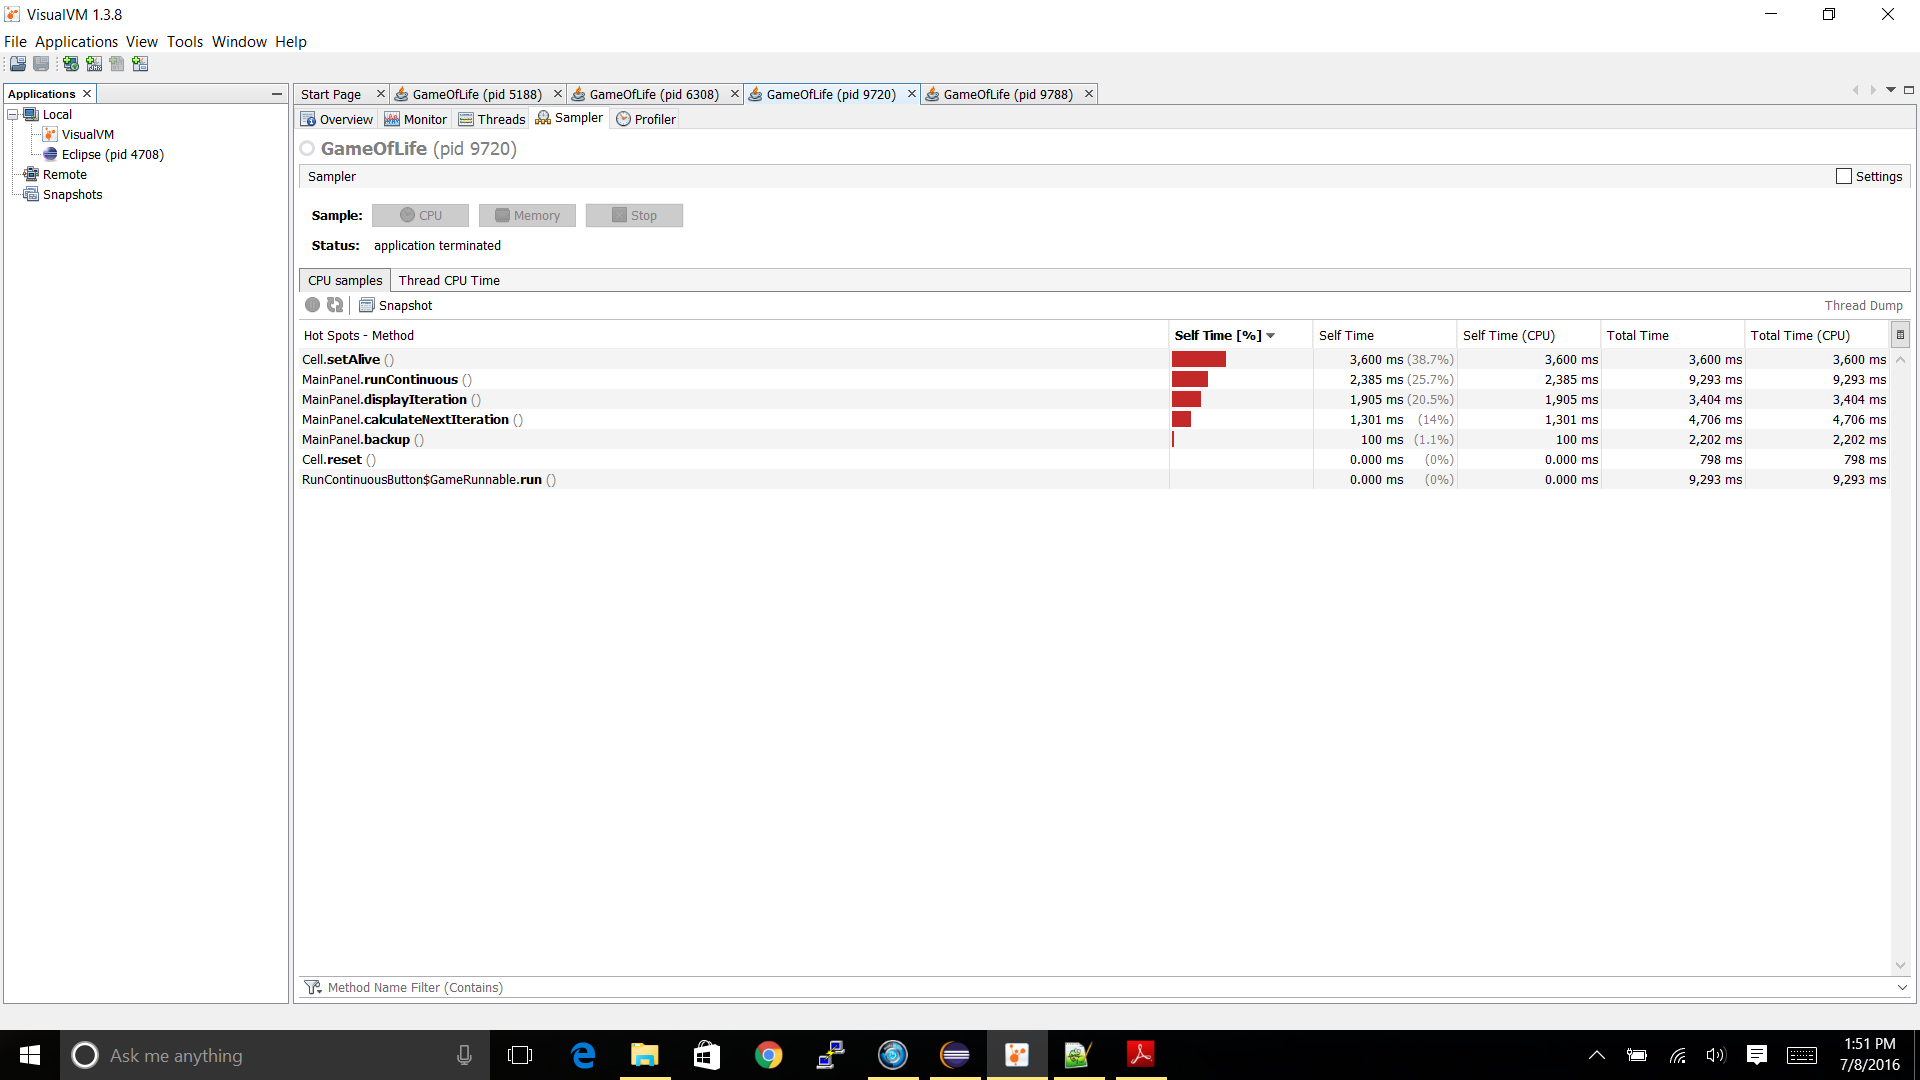 VisualVM 1.3.8
File Applications View Tools Window Help
Applications
Local
VisualVM
Eclipse (pid 4708)
Remote
Snapshots
Start Page GameOfLife (pid 5188) GameOfLife (pid 6308) GameOfLife (pid 9720) GameOfLife (pid 9788)
Overview Monitor Threads Sampler Profiler
GameOfLife (pid 9720)
Sampler Settings
Sample: CPU Memory Stop
Status: application terminated
CPU samples Thread CPU Time
Snapshot Thread Dump
Hot Spots - Method Self Time [%] Self Time Self Time (CPU) Total Time Total Time (CPU)
Cell.setAlive () 3,600 ms (38.7%) 3,600 ms 3,600 ms 3,600 ms
MainPanel.runContinuous () 2,385 ms (25.7%) 2,385 ms 9,293 ms 9,293 ms
MainPanel.displayIteration () 1,905 ms (20.5%) 1,905 ms 3,404 ms 3,404 ms
MainPanel.calculateNextIteration () 1,301 ms (14%) 1,301 ms 4,706 ms 4,706 ms
MainPanel.backup () 100 ms (1.1%) 100 ms 2,202 ms 2,202 ms
Cell.reset () 0.000 ms (0%) 0.000 ms 798 ms 798 ms
RunContinuousButton$GameRunnable.run () 0.000 ms (0%) 0.000 ms 9,293 ms 9,293 ms
Method Name Filter (Contains)
Ask me anything
1:51 PM
7/8/2016